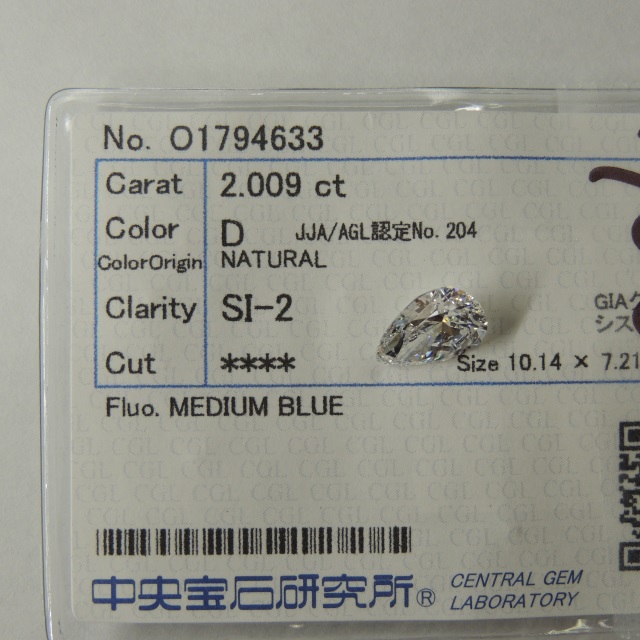 No. 01794633
Carat 2.009 ct
Color D JJA/AGL認定No. 204
ColorOrigin NATURAL
Clarity SI-2
GIA
シス
Cut ****
Size 10.14 × 7.21
Fluo. MEDIUM BLUE
中央宝石研究所® CENTRAL GEM
LABORATORY